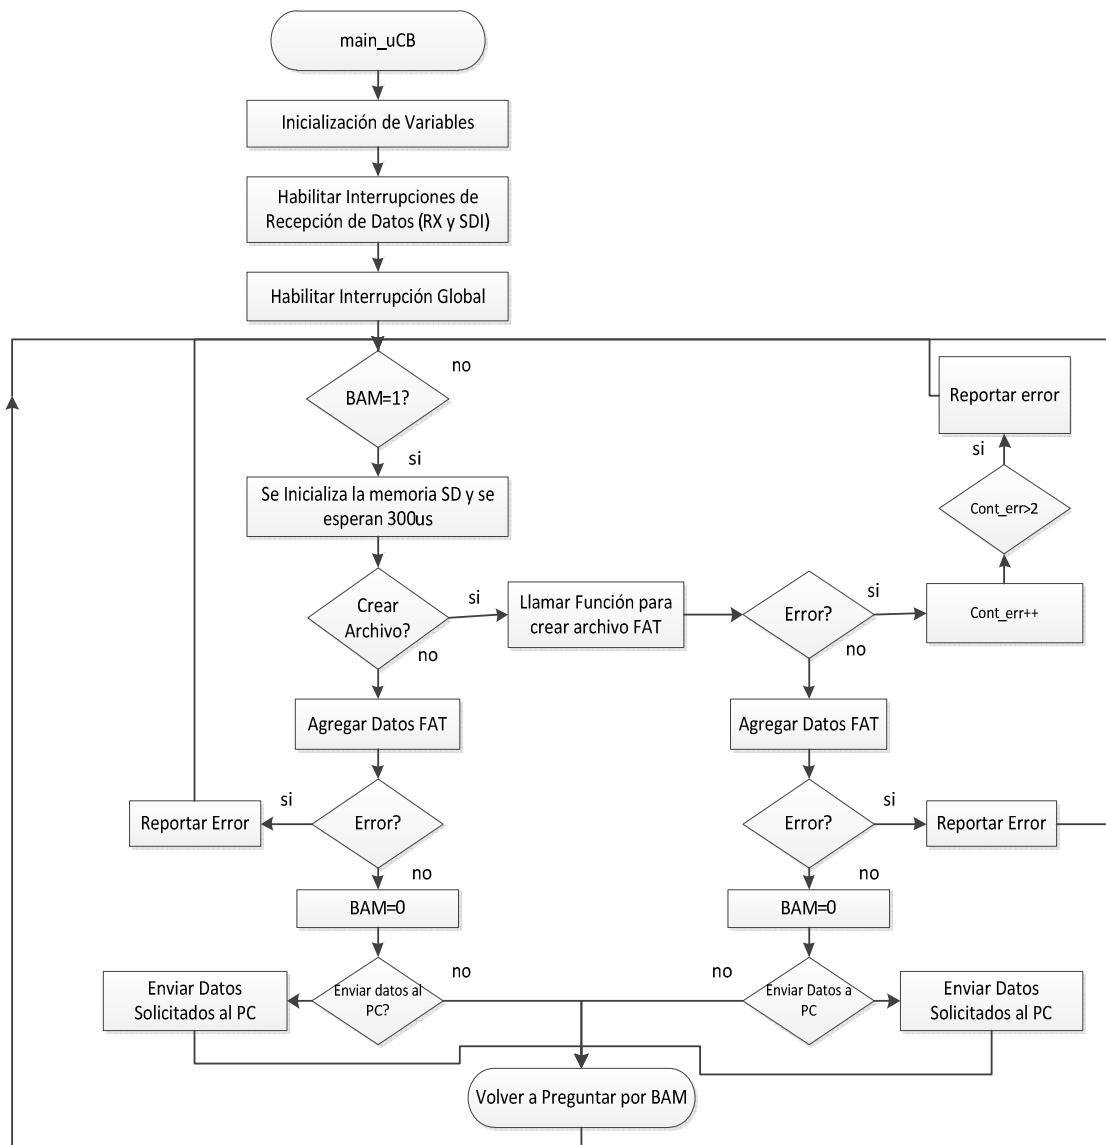 main_uCB
Inicialización de Variables
Habilitar Interrupciones de
Recepción de Datos (RX y SDI)
Habilitar Interrupción Global
no
BAM=1?
Reportar error
si
si
Se Inicializa la memoria SD y se
esperan 300us
Cont_err>2
Crear
Archivo?
si
Llamar Función para
crear archivo FAT
Error?
si
Cont_err++
no
no
Agregar Datos FAT
Agregar Datos FAT
Reportar Error
si
Error?
Error?
si
Reportar Error
no
no
BAM=0
BAM=0
Enviar Datos
Solicitados al PC
Enviar datos al
PC?
no
no
Enviar Datos a
PC
Enviar Datos
Solicitados al PC
Volver a Preguntar por BAM